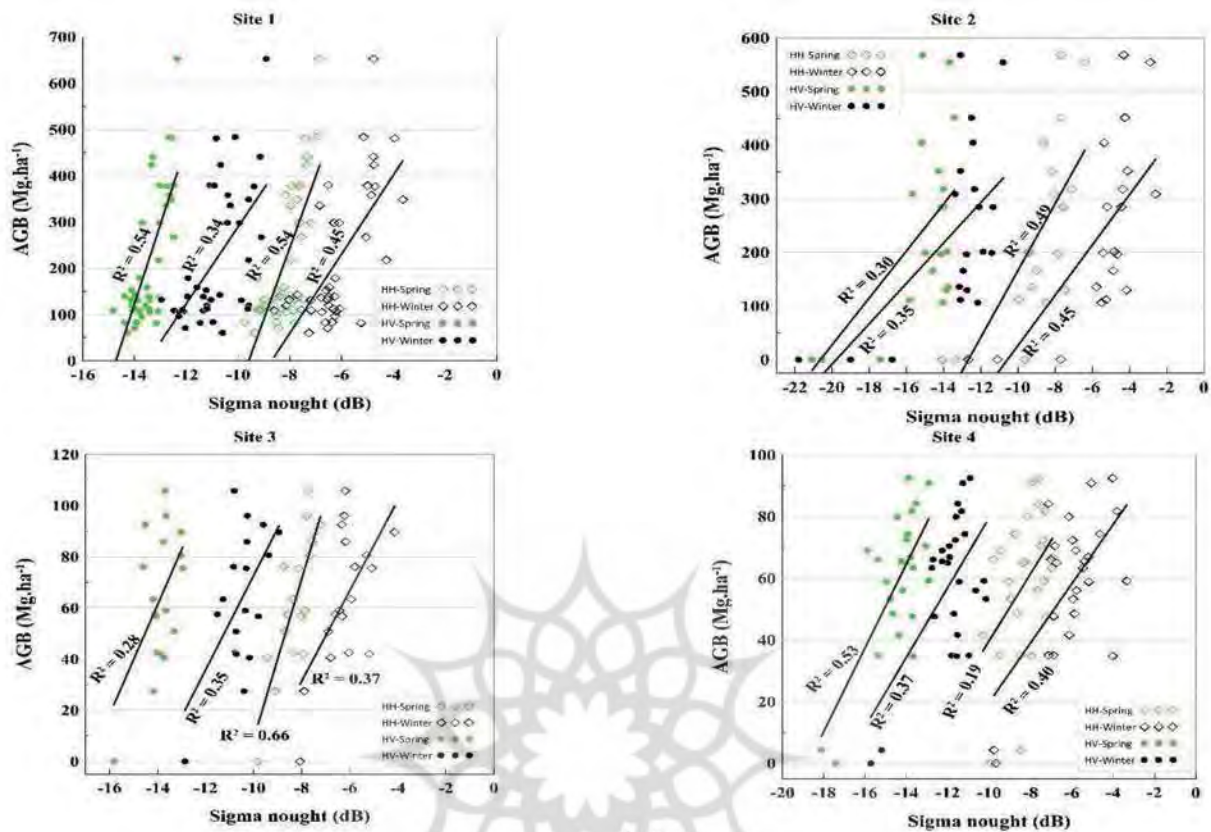 Site 1
700
600
500
400
300
200
100
0
AGB (Mg.ha⁻¹)
R² = 0.54
R² = 0.34
R² = 0.54
R² = 0.45
HH-Spring
HH-Winter
HV-Spring
HV-Winter
-16 -14 -12 -10 -8 -6 -4 -2 0
Sigma nought (dB)
Site 2
600
500
400
300
200
100
0
AGB (Mg.ha⁻¹)
HH-Spring
HH-Winter
HV-Spring
HV-Winter
R² = 0.30
R² = 0.35
R² = 0.49
R² = 0.45
-22 -20 -18 -16 -14 -12 -10 -8 -6 -4 -2 0
Sigma nought (dB)
Site 3
120
100
80
60
40
20
0
AGB (Mg.ha⁻¹)
R² = 0.28
R² = 0.35
R² = 0.66
R² = 0.37
HH-Spring
HH-Winter
HV-Spring
HV-Winter
-16 -14 -12 -10 -8 -6 -4 -2 0
Sigma nought (dB)
Site 4
100
80
60
40
20
0
AGB (Mg.ha⁻¹)
R² = 0.53
R² = 0.37
R² = 0.19
R² = 0.40
HH-Spring
HH-Winter
HV-Spring
HV-Winter
-20 -18 -16 -14 -12 -10 -8 -6 -4 -2 0
Sigma nought (dB)